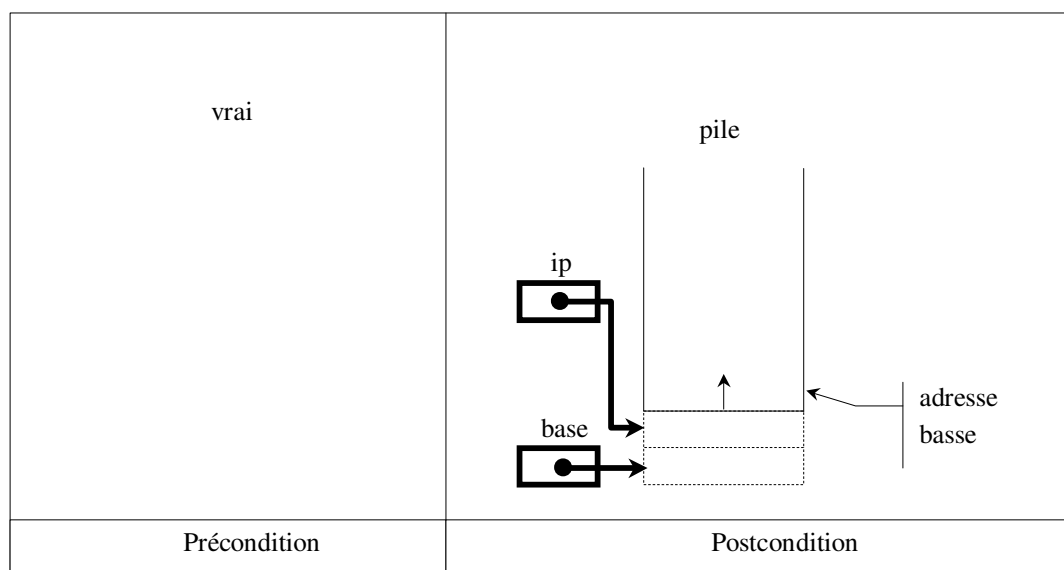 vrai
pile
ip
base
adresse
basse
Précondition
Postcondition